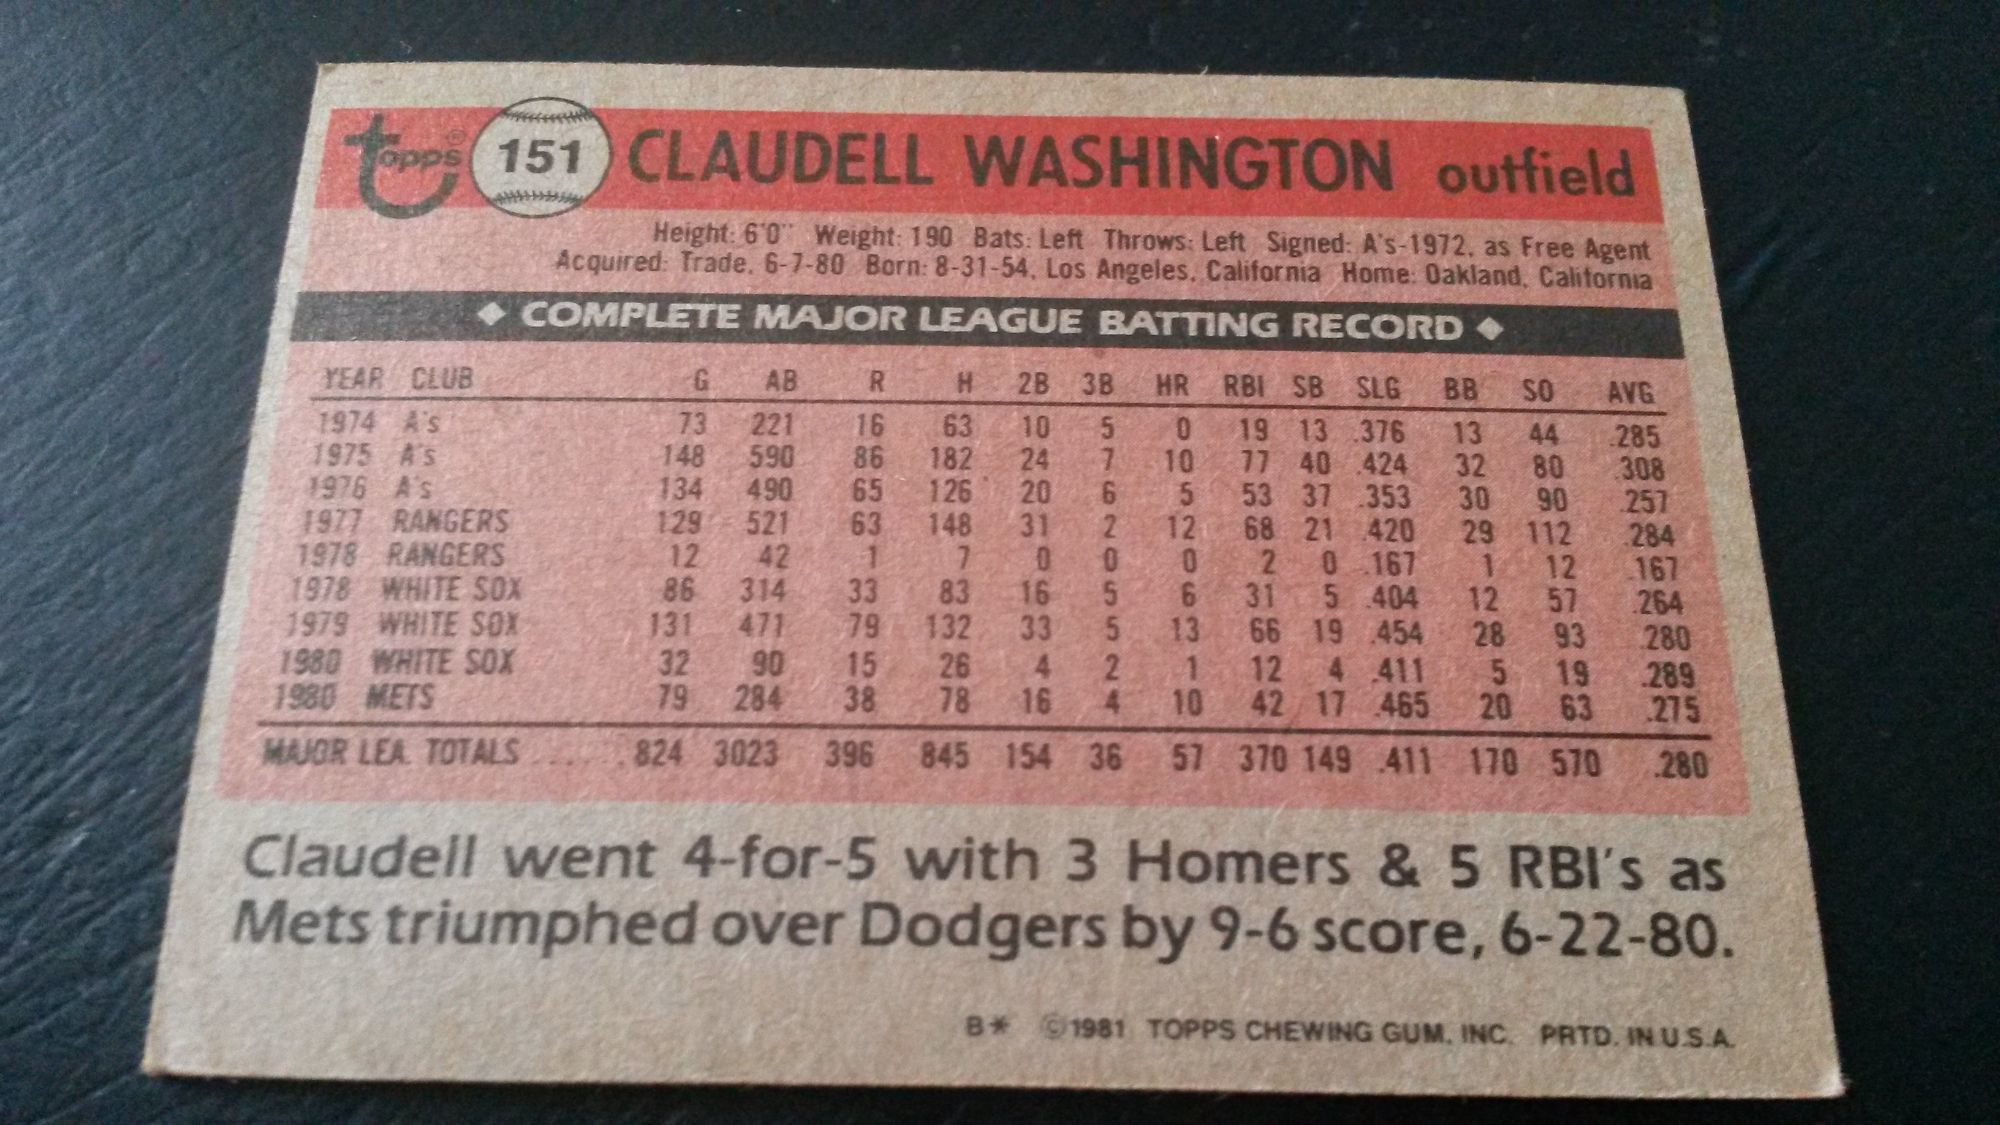 topps® 151 CLAUDELL WASHINGTON outfield
Height: 6'0" Weight: 190 Bats: Left Throws: Left Signed: A's-1972, as Free Agent
Acquired: Trade, 6-7-80 Born: 8-31-54, Los Angeles, California Home: Oakland, California
◆ COMPLETE MAJOR LEAGUE BATTING RECORD ◆
YEAR CLUB G AB R H 2B 3B HR RBI SB SLG BB SO AVG
1974 A's 73 221 16 63 10 5 0 19 13 .376 13 44 .285
1975 A's 148 590 86 182 24 7 10 77 40 .424 32 80 .308
1976 A's 134 490 65 126 20 6 5 53 37 .353 30 90 .257
1977 RANGERS 129 521 63 148 31 2 12 68 21 .420 29 112 .284
1978 RANGERS 12 42 1 7 0 0 0 2 0 .167 1 12 .167
1978 WHITE SOX 86 314 33 83 16 5 6 31 5 .404 12 57 .264
1979 WHITE SOX 131 471 79 132 33 5 13 66 19 .454 28 93 .280
1980 WHITE SOX 32 90 15 26 4 2 1 12 4 .411 5 19 .289
1980 METS 79 284 38 78 16 4 10 42 17 .465 20 63 .275
MAJOR LEA. TOTALS ...... 824 3023 396 845 154 36 57 370 149 .411 170 570 .280
Claudell went 4-for-5 with 3 Homers & 5 RBI's as
Mets triumphed over Dodgers by 9-6 score, 6-22-80.
B* ©1981 TOPPS CHEWING GUM, INC. PRTD. IN U.S.A.